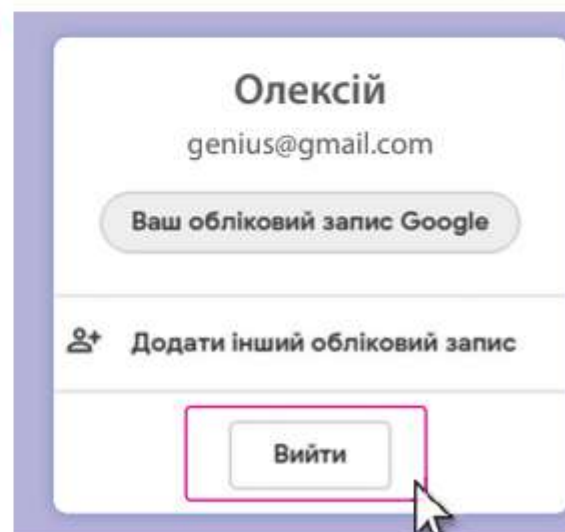 Олексій
genius@gmail.com
Ваш обліковий запис Google
Додати інший обліковий запис
Вийти